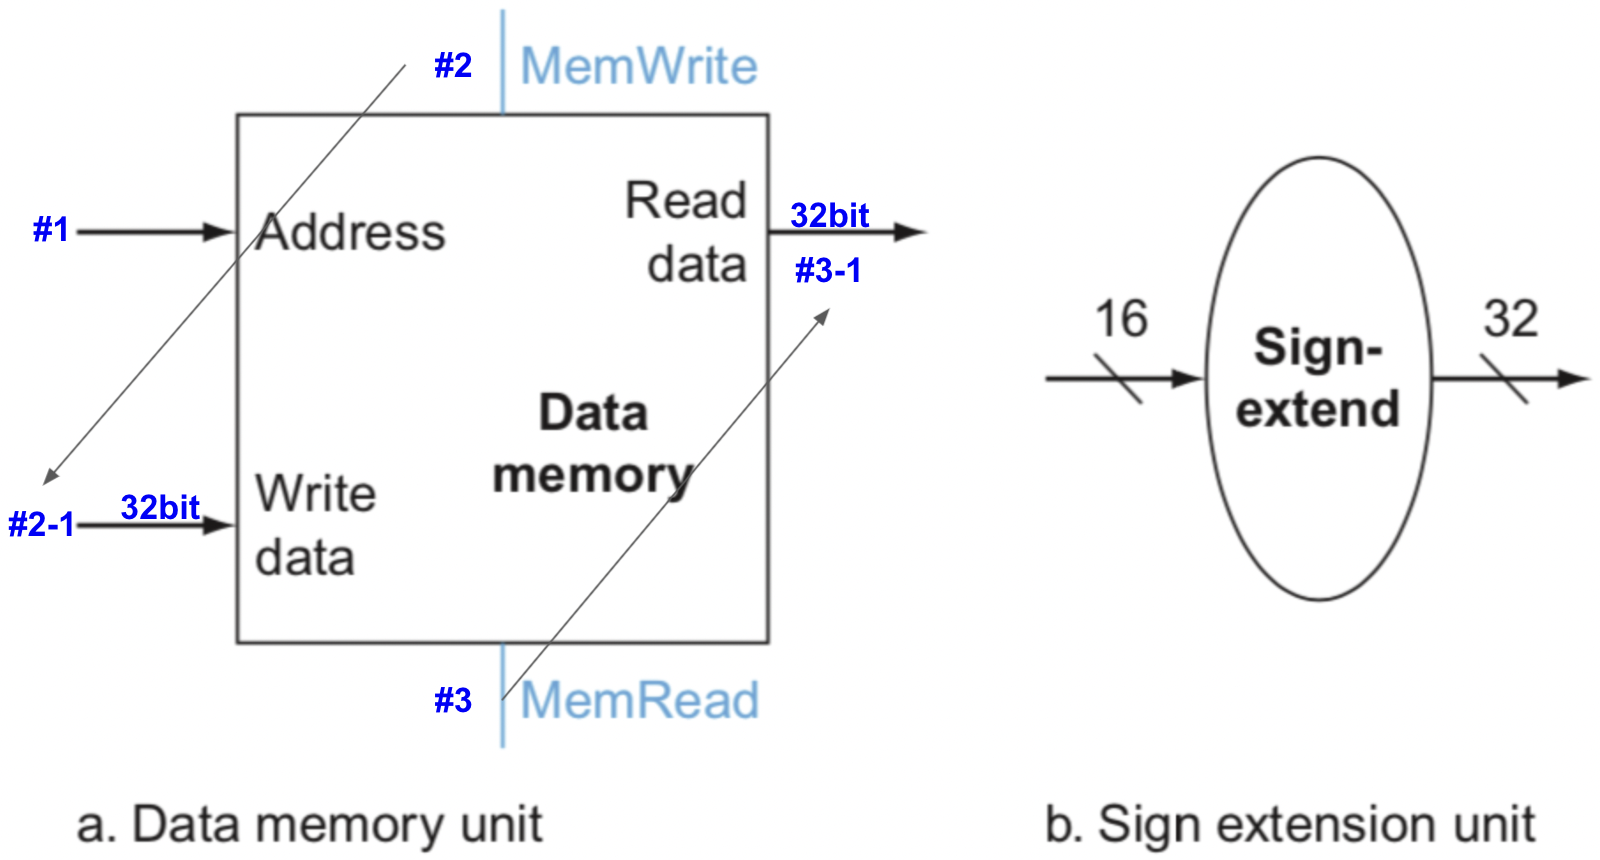 #2
MemWrite
#1
Address
Read
data
32bit
#3-1
Data
memory
#2-1
32bit
Write
data
#3
MemRead
a. Data memory unit
16
Sign-
extend
32
b. Sign extension unit